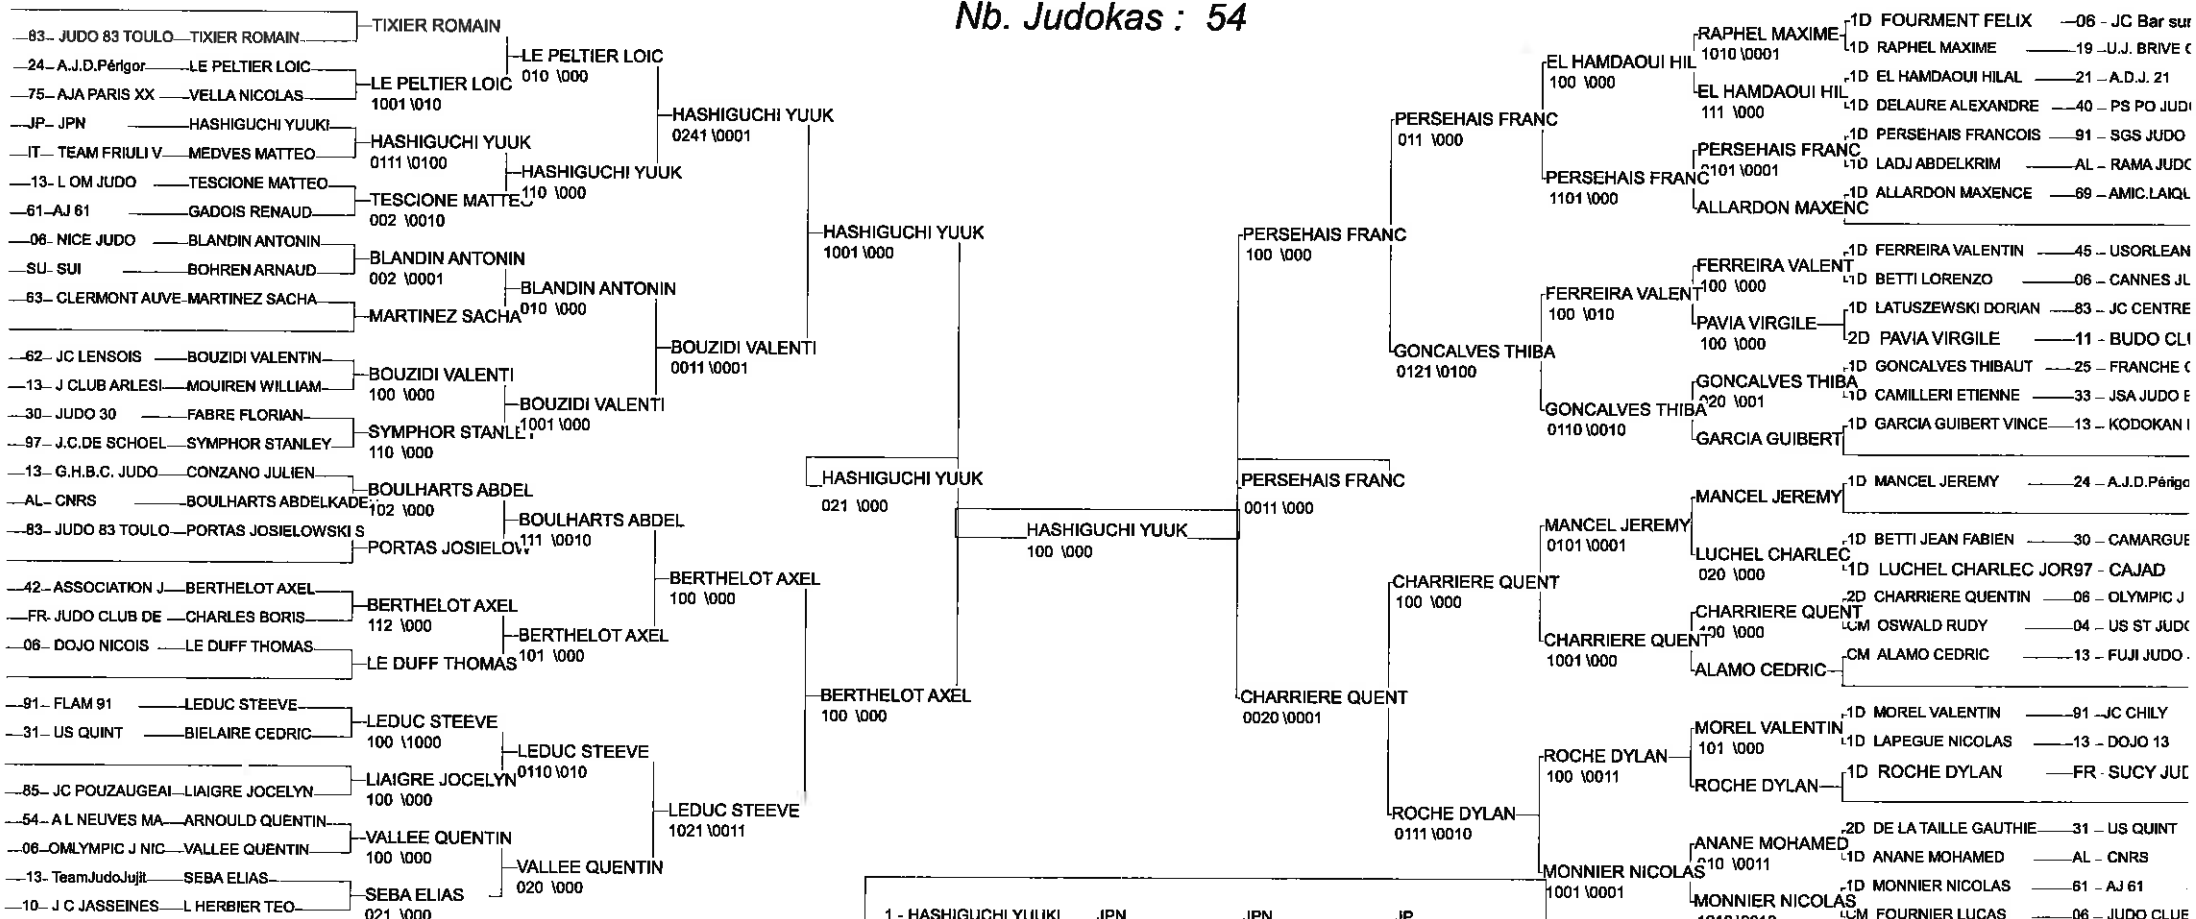 Nb. Judokas : 54
83 - JUDO 83 TOULO TIXIER ROMAIN
24 - A.J.D.Périgor LE PELTIER LOIC
75 - AJA PARIS XX VELLA NICOLAS
JP - JPN HASHIGUCHI YUUKI
IT - TEAM FRIULI V MEDVES MATTEO
13 - L OM JUDO TESCIONE MATTEO
61 - AJ 61 GADOIS RENAUD
06 - NICE JUDO BLANDIN ANTONIN
SU - SUI BOHREN ARNAUD
63 - CLERMONT AUVE MARTINEZ SACHA
62 - JC LENSOIS BOUZIDI VALENTIN
13 - J CLUB ARLESI MOUIREN WILLIAM
30 - JUDO 30 FABRE FLORIAN
97 - J.C.DE SCHOEL SYMPHOR STANLEY
13 - G.H.B.C. JUDO CONZANO JULIEN
AL - CNRS BOULHARTS ABDELKADE
83 - JUDO 83 TOULO PORTAS JOSIELOWSKI S
42 - ASSOCIATION J BERTHELOT AXEL
FR - JUDO CLUB DE CHARLES BORIS
06 - DOJO NICOIS LE DUFF THOMAS
91 - FLAM 91 LEDUC STEEVE
31 - US QUINT BIELAIRE CEDRIC
85 - JC POUZAUGEAI LIAIGRE JOCELYN
54 - A L NEUVES MA ARNOULD QUENTIN
06 - OMLYMPIC J NIC VALLEE QUENTIN
13 - TeamJudoJujit SEBA ELIAS
10 - J C JASSEINES L HERBIER TEO
TIXIER ROMAIN
LE PELTIER LOIC
1001 \010
HASHIGUCHI YUUK
0111 \0100
TESCIONE MATTEO
002 \0010
BLANDIN ANTONIN
002 \0001
MARTINEZ SACHA
BOUZIDI VALENTI
100 \000
SYMPHOR STANLEY
110 \000
BOULHARTS ABDEL
102 \000
PORTAS JOSIELOW
BERTHELOT AXEL
112 \000
LE DUFF THOMAS
LEDUC STEEVE
100 \1000
LIAIGRE JOCELYN
100 \000
VALLEE QUENTIN
100 \000
SEBA ELIAS
021 \000
LE PELTIER LOIC
010 \000
HASHIGUCHI YUUK
110 \000
BLANDIN ANTONIN
010 \000
BOUZIDI VALENTI
1001 \000
BOULHARTS ABDEL
111 \0010
BERTHELOT AXEL
101 \000
LEDUC STEEVE
0110 \010
VALLEE QUENTIN
020 \000
HASHIGUCHI YUUK
0241 \0001
BOUZIDI VALENTI
0011 \0001
BERTHELOT AXEL
100 \000
LEDUC STEEVE
1021 \0011
HASHIGUCHI YUUK
1001 \000
BERTHELOT AXEL
100 \000
HASHIGUCHI YUUK
021 \000
HASHIGUCHI YUUK
100 \000
PERSEHAIS FRANC
0011 \000
PERSEHAIS FRANC
100 \000
CHARRIERE QUENT
0020 \0001
PERSEHAIS FRANC
011 \000
GONCALVES THIBA
0121 \0100
CHARRIERE QUENT
100 \000
ROCHE DYLAN
0111 \0010
EL HAMDAOUI HIL
100 \000
PERSEHAIS FRANC
1101 \000
FERREIRA VALENT
100 \010
GONCALVES THIBA
0110 \0010
MANCEL JEREMY
0101 \0001
CHARRIERE QUENT
1001 \000
ROCHE DYLAN
100 \0011
MONNIER NICOLAS
1001 \0001
RAPHEL MAXIME
1010 \0001
EL HAMDAOUI HIL
111 \000
PERSEHAIS FRANC
0101 \0001
ALLARDON MAXENC
FERREIRA VALENT
100 \000
PAVIA VIRGILE
100 \000
GONCALVES THIBA
020 \001
GARCIA GUIBERT
MANCEL JEREMY
LUCHEL CHARLEC
020 \000
CHARRIERE QUENT
100 \000
ALAMO CEDRIC
MOREL VALENTIN
101 \000
ROCHE DYLAN
ANANE MOHAMED
010 \0011
MONNIER NICOLAS
1D FOURMENT FELIX 06 - JC Bar sur
1D RAPHEL MAXIME 19 - U.J. BRIVE
1D EL HAMDAOUI HILAL 21 - A.D.J. 21
1D DELAURE ALEXANDRE 40 - PS PO JUD
1D PERSEHAIS FRANCOIS 91 - SGS JUDO
1D LADJ ABDELKRIM AL - RAMA JUDO
1D ALLARDON MAXENCE 69 - AMIC.LAIQU
1D FERREIRA VALENTIN 45 - USORLEAN
1D BETTI LORENZO 06 - CANNES JU
1D LATUSZEWSKI DORIAN 83 - JC CENTRE
2D PAVIA VIRGILE 11 - BUDO CLU
1D GONCALVES THIBAUT 25 - FRANCHE C
1D CAMILLERI ETIENNE 33 - JSA JUDO B
1D GARCIA GUIBERT VINCE 13 - KODOKAN
1D MANCEL JEREMY 24 - A.J.D.Périgo
1D BETTI JEAN FABIEN 30 - CAMARGUE
1D LUCHEL CHARLEC JOR 97 - CAJAD
2D CHARRIERE QUENTIN 06 - OLYMPIC J
CM OSWALD RUDY 04 - US ST JUDO
CM ALAMO CEDRIC 13 - FUJI JUDO
1D MOREL VALENTIN 91 - JC CHILY
1D LAPEGUE NICOLAS 13 - DOJO 13
1D ROCHE DYLAN FR - SUCY JUD
2D DE LA TAILLE GAUTHIE 31 - US QUINT
1D ANANE MOHAMED AL - CNRS
1D MONNIER NICOLAS 61 - AJ 61
CM FOURNIER LUCAS 06 - JUDO CLUB
1 - HASHIGUCHI YUUKI JPN JPN JP